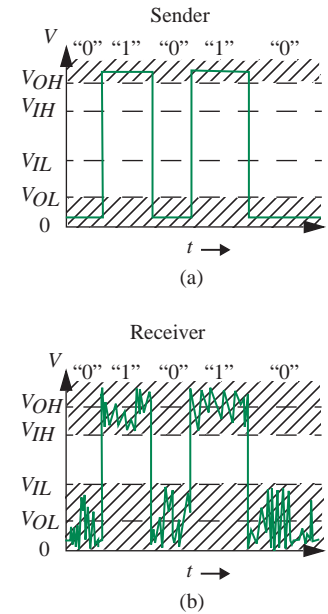 Sender
V
“0” “1” “0” “1” “0”
VOH
VIH
VIL
VOL
0
t
(a)
Receiver
V
“0” “1” “0” “1” “0”
VOH
VIH
VIL
VOL
0
t
(b)